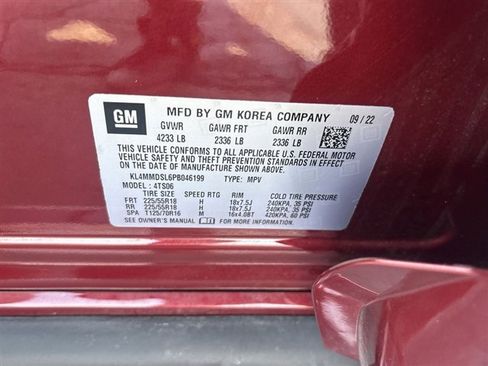 GM MFD BY GM KOREA COMPANY 09/22
GVWR GAWR FRT GAWR RR
4233 LB 2336 LB 2336 LB
THIS VEHICLE CONFORMS TO ALL APPLICABLE U.S. FEDERAL MOTOR
VEHICLE SAFETY, BUMPER, AND THEFT PREVENTION STANDARDS IN EFFECT
ON THE DATE OF MANUFACTURE SHOWN ABOVE.
KL4MMDSL6PB046199 TYPE: MPV
MODEL: 4TS06
TIRE SIZE SPEED RTG RIM COLD TIRE PRESSURE
FRT 225/55R18 H 18x7.5J 240KPA, 35 PSI
RR 225/55R18 H 18x7.5J 240KPA, 35 PSI
SPA T125/70R16 M 16x4.0BT 420KPA, 60 PSI
SEE OWNER'S MANUAL FOR MORE INFORMATION.